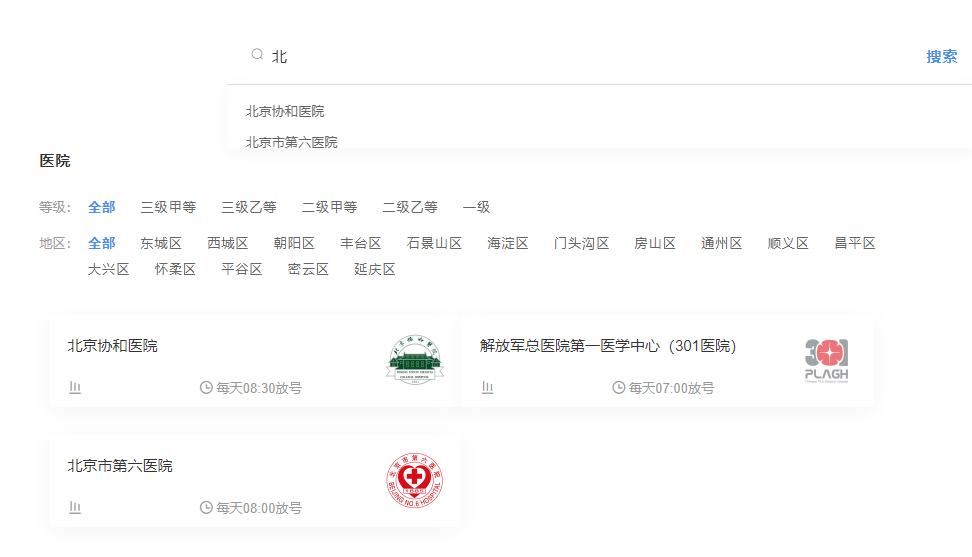 北
搜索
北京协和医院
北京市第六医院
医院
等级： 全部 三级甲等 三级乙等 二级甲等 二级乙等 一级
地区： 全部 东城区 西城区 朝阳区 丰台区 石景山区 海淀区 门头沟区 房山区 通州区 顺义区 昌平区
大兴区 怀柔区 平谷区 密云区 延庆区
北京协和医院
每天08:30放号
解放军总医院第一医学中心（301医院）
301
PLAGH
每天07:00放号
北京市第六医院
北京市第六医院
BEIJING NO.6 HOSPITAL
每天08:00放号